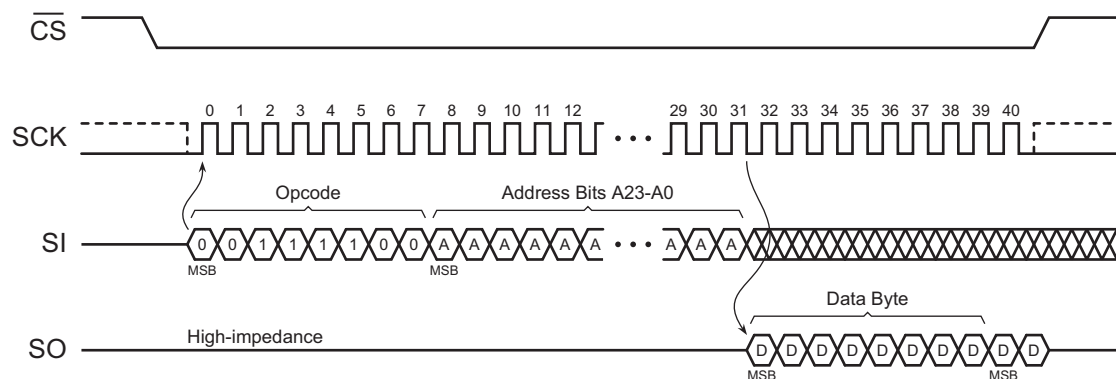 CS
0 1 2 3 4 5 6 7 8 9 10 11 12 29 30 31 32 33 34 35 36 37 38 39 40
SCK
Opcode Address Bits A23-A0
SI 0 0 1 1 1 1 0 0 A A A A A A A A A
MSB MSB
Data Byte
High-impedance
SO D D D D D D D D D D
MSB MSB